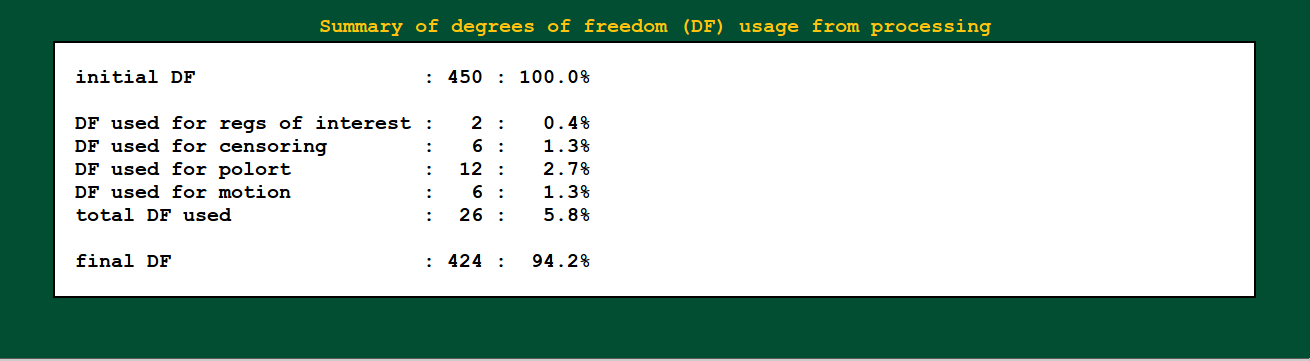 Summary of degrees of freedom (DF) usage from processing
initial DF                   : 450 : 100.0%
DF used for regs of interest :   2 :   0.4%
DF used for censoring        :   6 :   1.3%
DF used for polort           :  12 :   2.7%
DF used for motion           :   6 :   1.3%
total DF used                :  26 :   5.8%
final DF                     : 424 :  94.2%